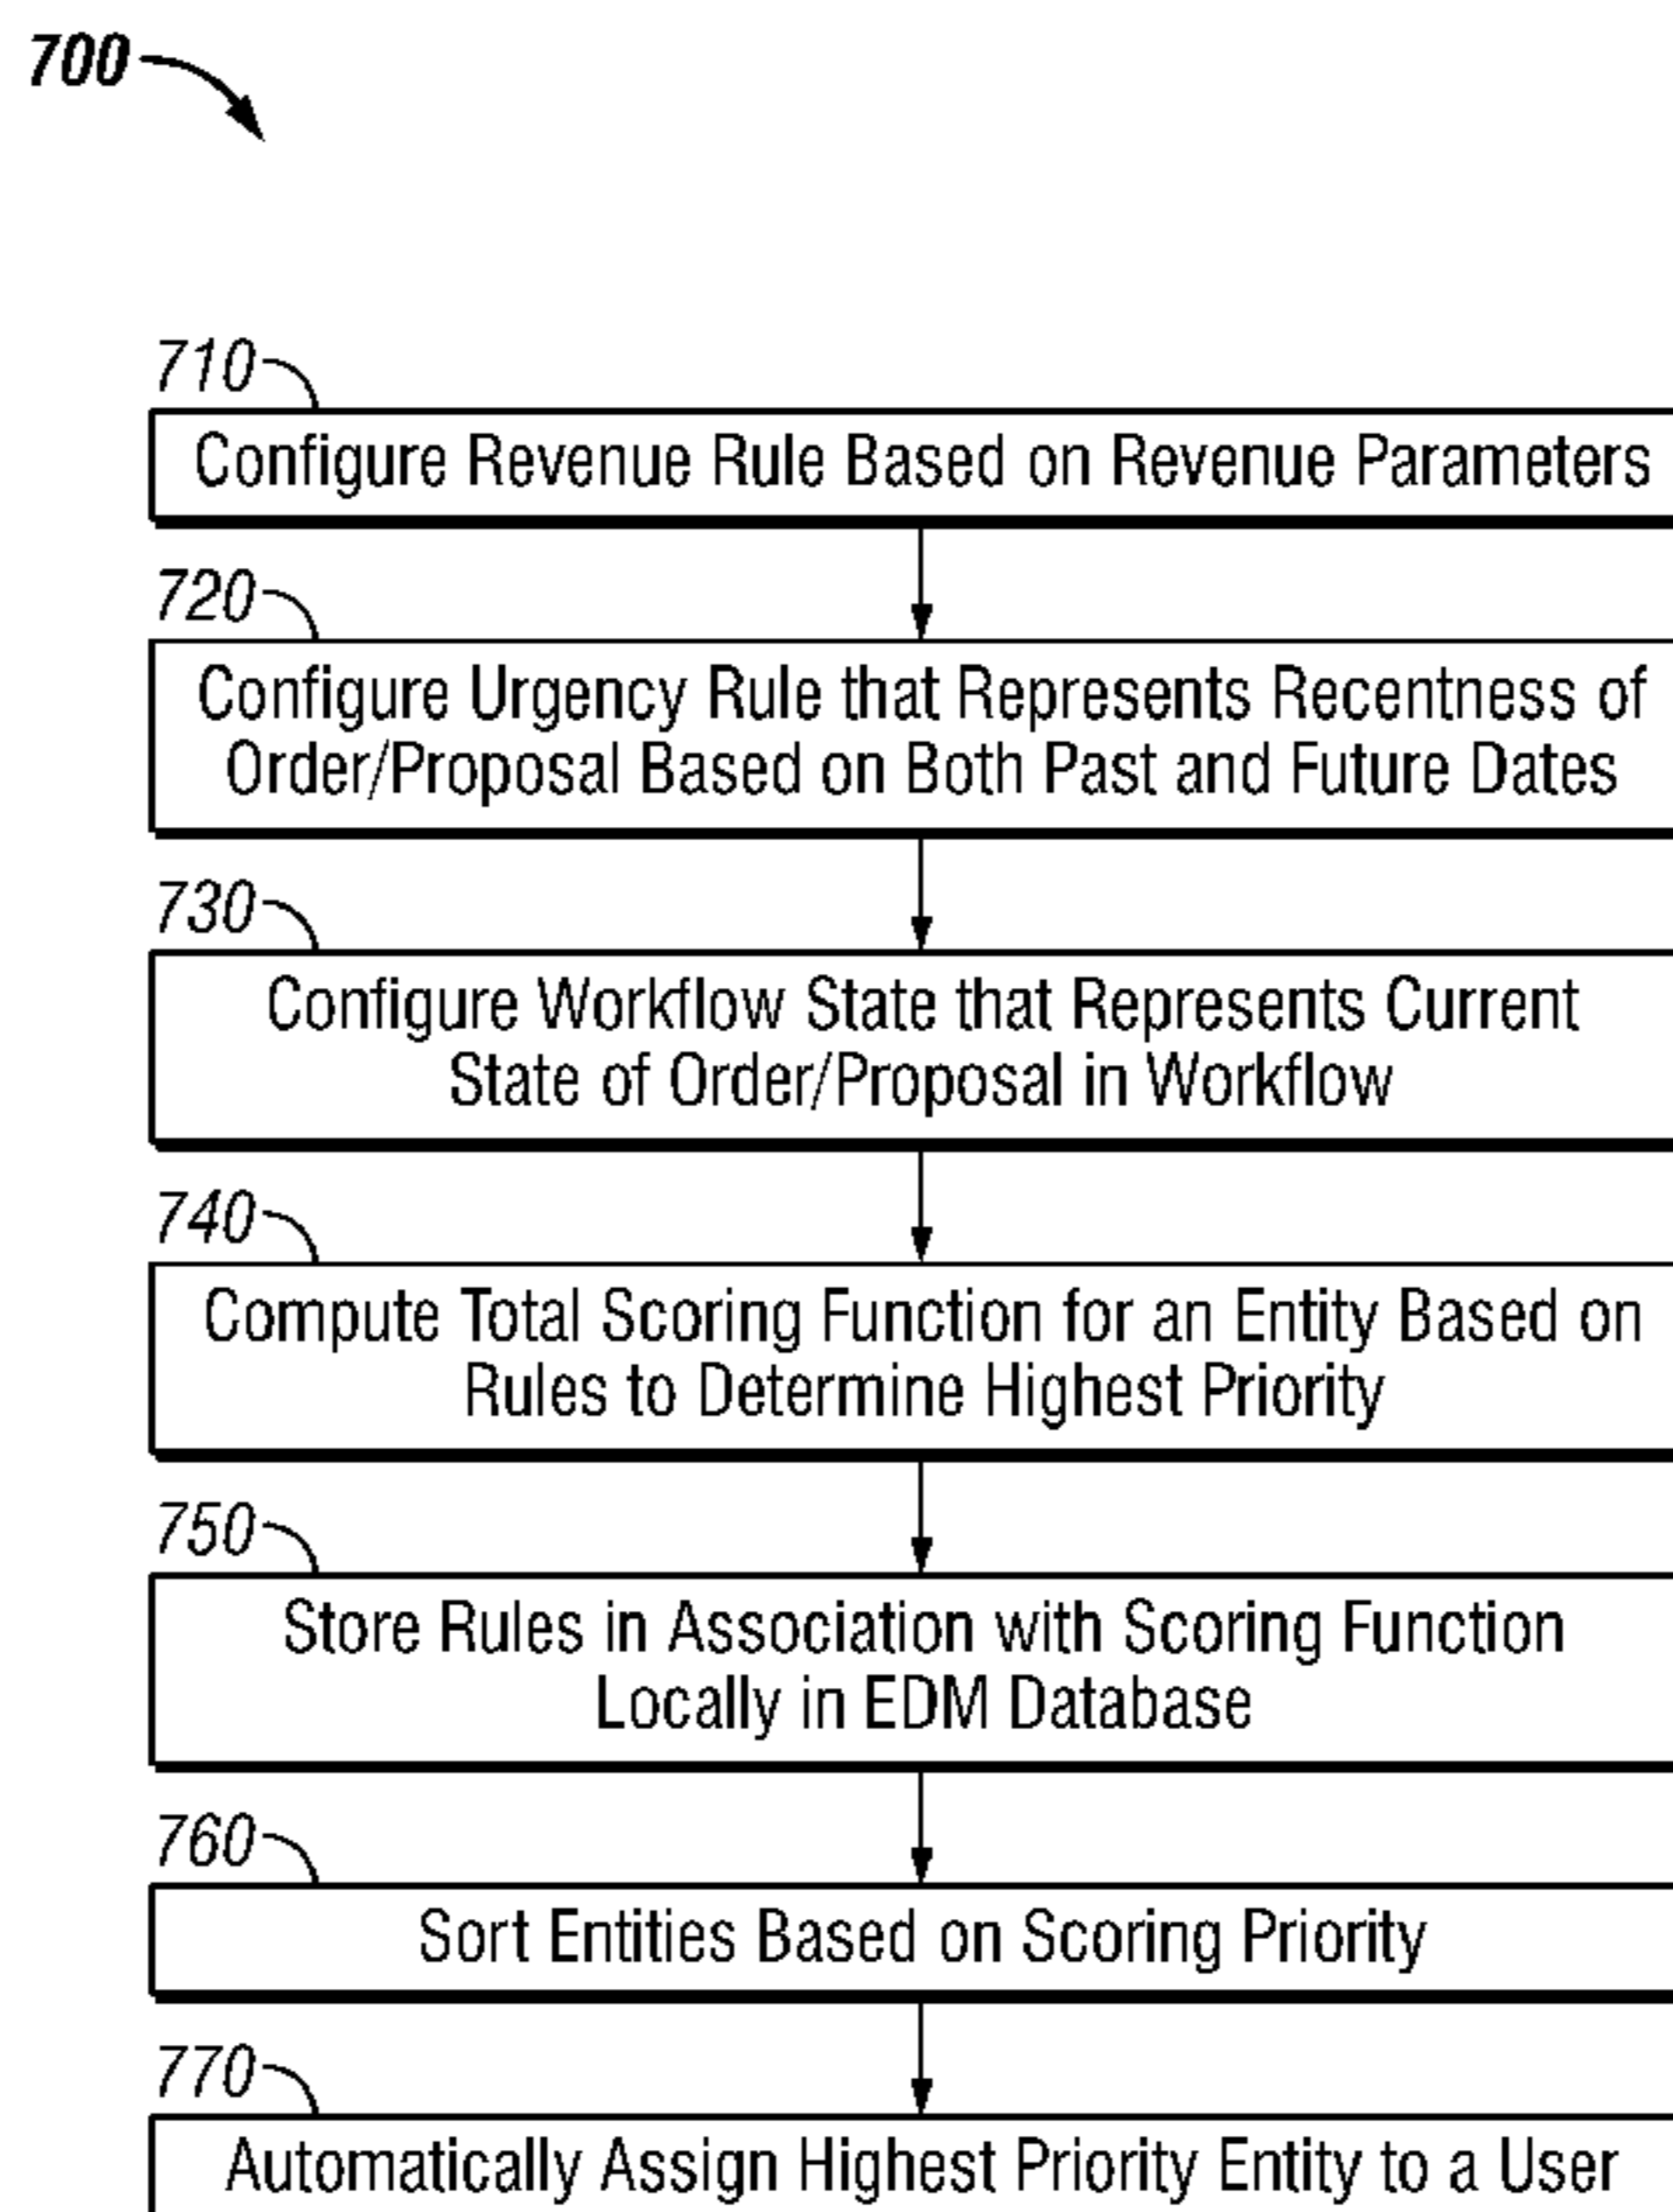 700
710
Configure Revenue Rule Based on Revenue Parameters
720
Configure Urgency Rule that Represents Recentness of
Order/Proposal Based on Both Past and Future Dates
730
Configure Workflow State that Represents Current
State of Order/Proposal in Workflow
740
Compute Total Scoring Function for an Entity Based on
Rules to Determine Highest Priority
750
Store Rules in Association with Scoring Function
Locally in EDM Database
760
Sort Entities Based on Scoring Priority
770
Automatically Assign Highest Priority Entity to a User